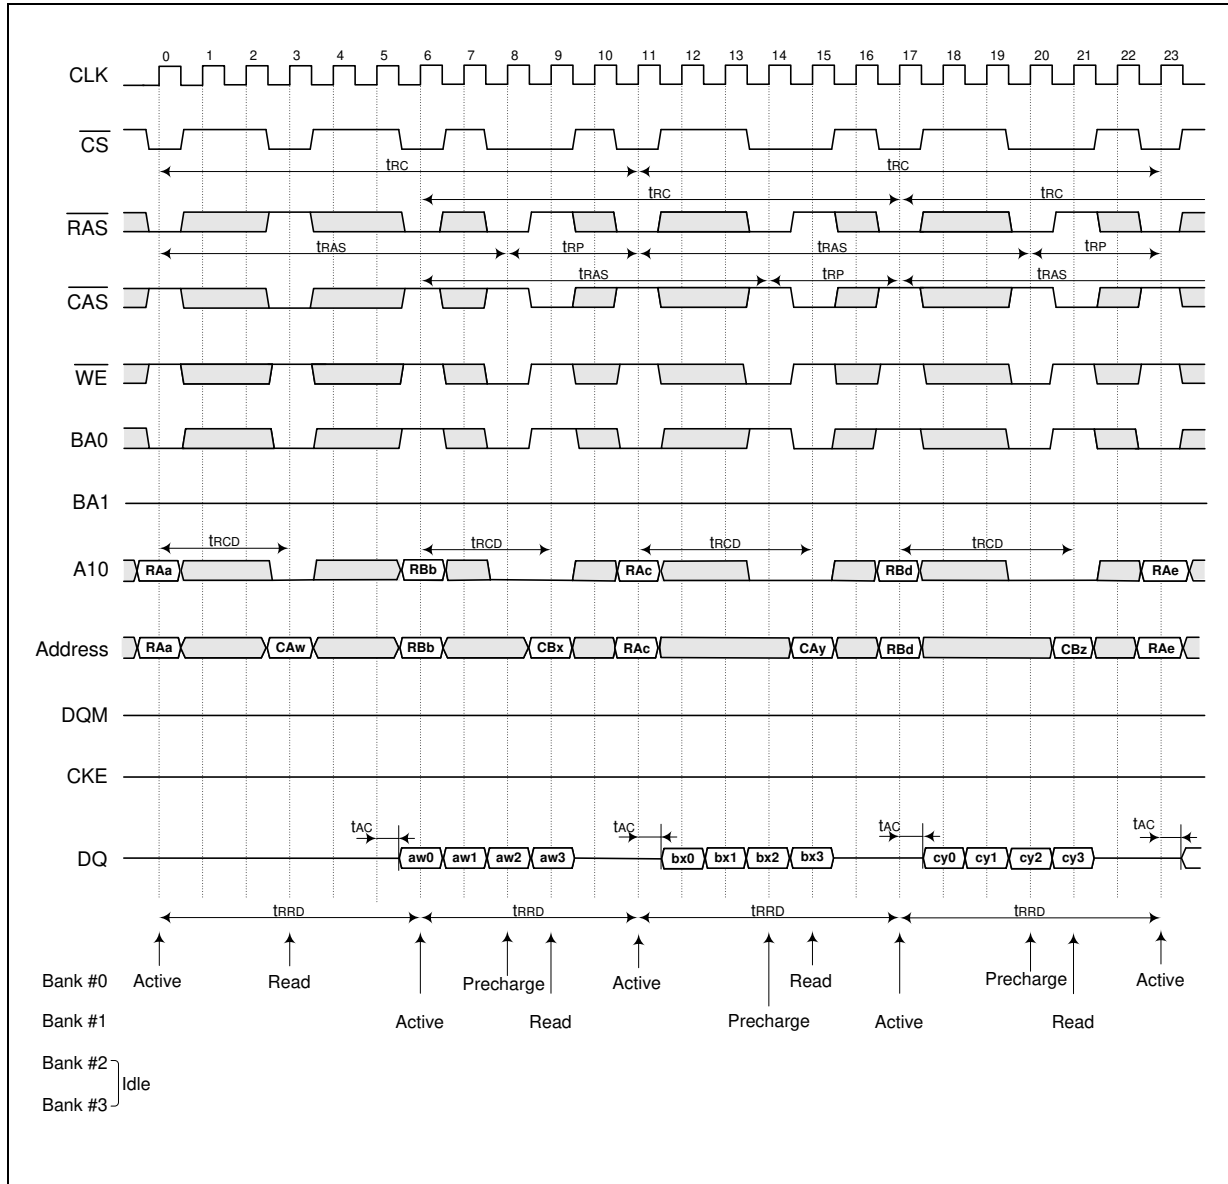 0 1 2 3 4 5 6 7 8 9 10 11 12 13 14 15 16 17 18 19 20 21 22 23
CLK
CS
tRC tRC
tRC tRC
RAS
tRAS tRP tRAS tRP
tRAS tRP tRAS
CAS
WE
BA0
BA1
tRCD tRCD tRCD tRCD
A10 RAa RBb RAc RBd RAe
Address RAa CAw RBb CBx RAc CAy RBd CBz RAe
DQM
CKE
tAC tAC tAC tAC
DQ aw0 aw1 aw2 aw3 bx0 bx1 bx2 bx3 cy0 cy1 cy2 cy3
tRRD tRRD tRRD tRRD
Bank #0 Active Read Precharge Active Read Precharge Active
Bank #1 Active Read Precharge Active Read
Bank #2
Idle
Bank #3